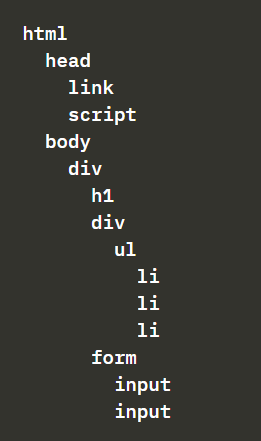 html
  head
    link
    script
  body
    div
      h1
      div
        ul
          li
          li
          li
      form
        input
        input